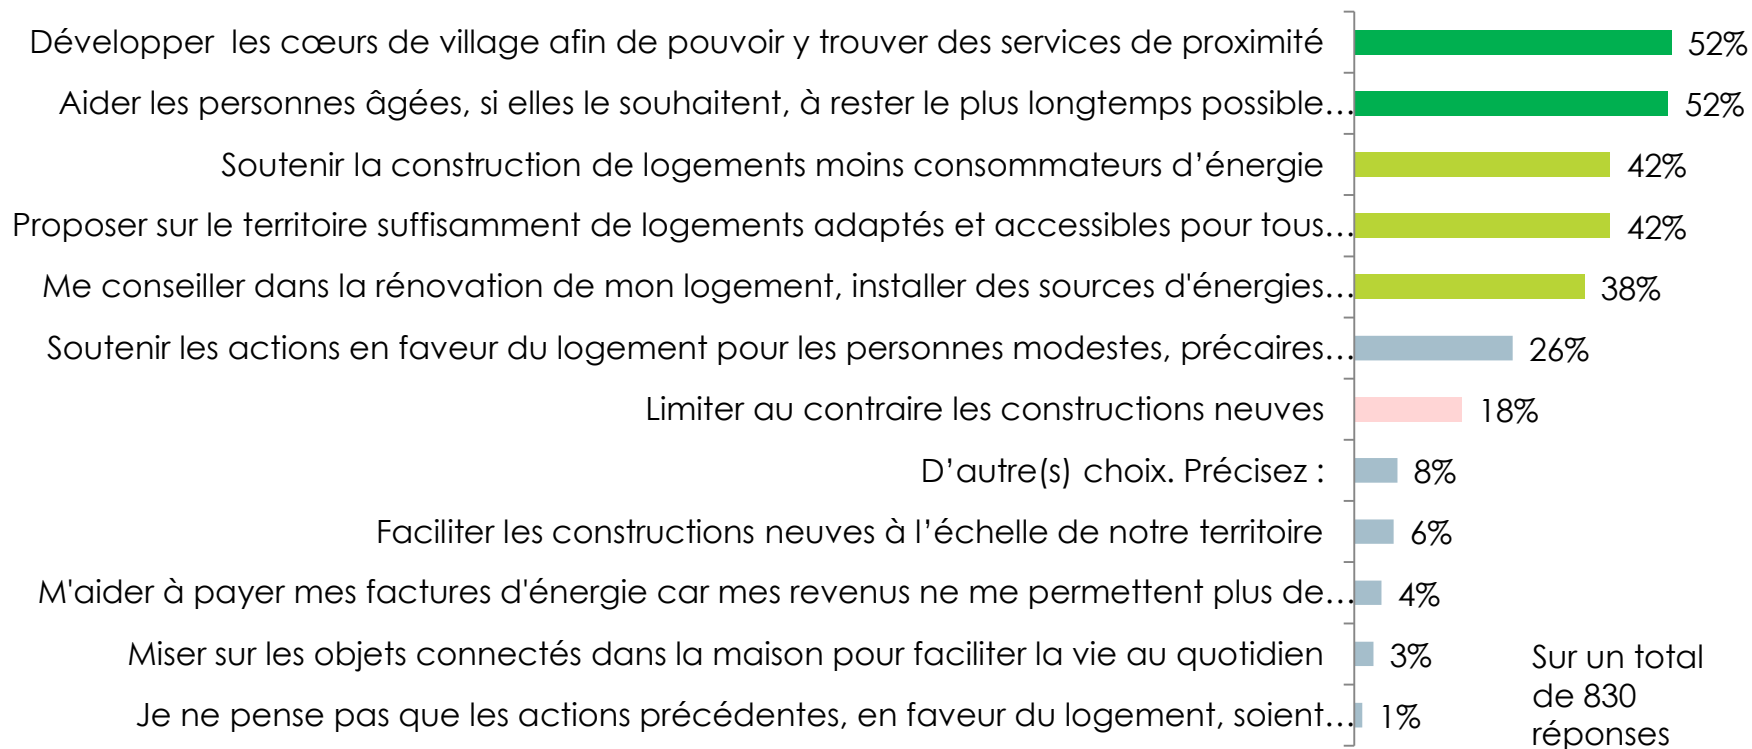 Développer  les cœurs de village afin de pouvoir y trouver des services de proximité 52%
Aider les personnes âgées, si elles le souhaitent, à rester le plus longtemps possible… 52%
Soutenir la construction de logements moins consommateurs d’énergie 42%
Proposer sur le territoire suffisamment de logements adaptés et accessibles pour tous… 42%
Me conseiller dans la rénovation de mon logement, installer des sources d'énergies… 38%
Soutenir les actions en faveur du logement pour les personnes modestes, précaires… 26%
Limiter au contraire les constructions neuves 18%
D’autre(s) choix. Précisez : 8%
Faciliter les constructions neuves à l’échelle de notre territoire 6%
M'aider à payer mes factures d'énergie car mes revenus ne me permettent plus de… 4%
Miser sur les objets connectés dans la maison pour faciliter la vie au quotidien 3%
Je ne pense pas que les actions précédentes, en faveur du logement, soient… 1%
Sur un total
de 830
réponses